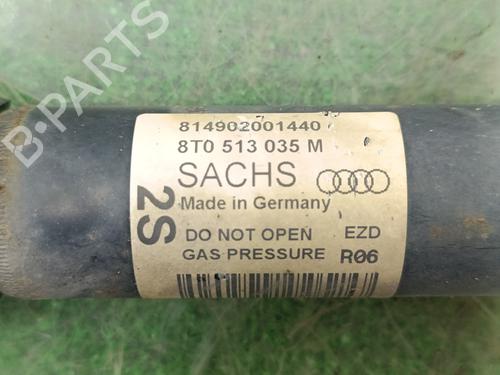 B-PARTS
814902001440
8T0 513 035 M
SACHS
Made in Germany
2S
DO NOT OPEN EZD
GAS PRESSURE R06